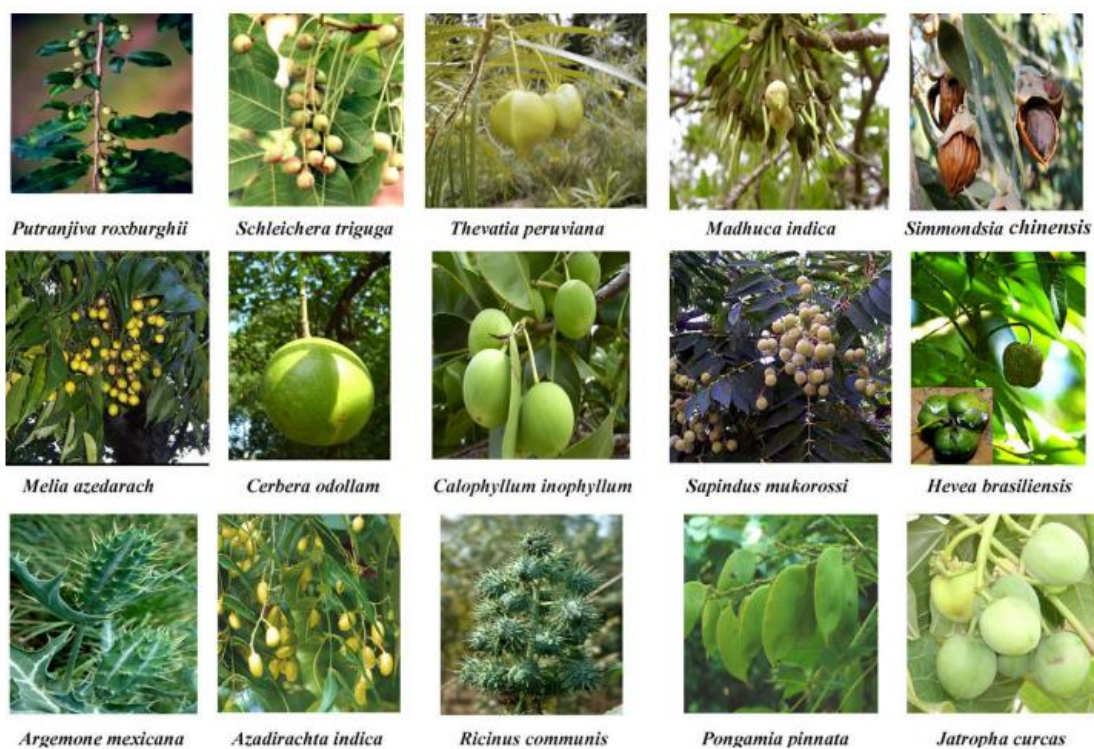 Putranjiva roxburghii
Schleichera triguga
Thevatia peruviana
Madhuca indica
Simmondsia chinensis
Melia azedarach
Cerbera odollam
Calophyllum inophyllum
Sapindus mukorossi
Hevea brasiliensis
Argemone mexicana
Azadirachta indica
Ricinus communis
Pongamia pinnata
Jatropha curcas